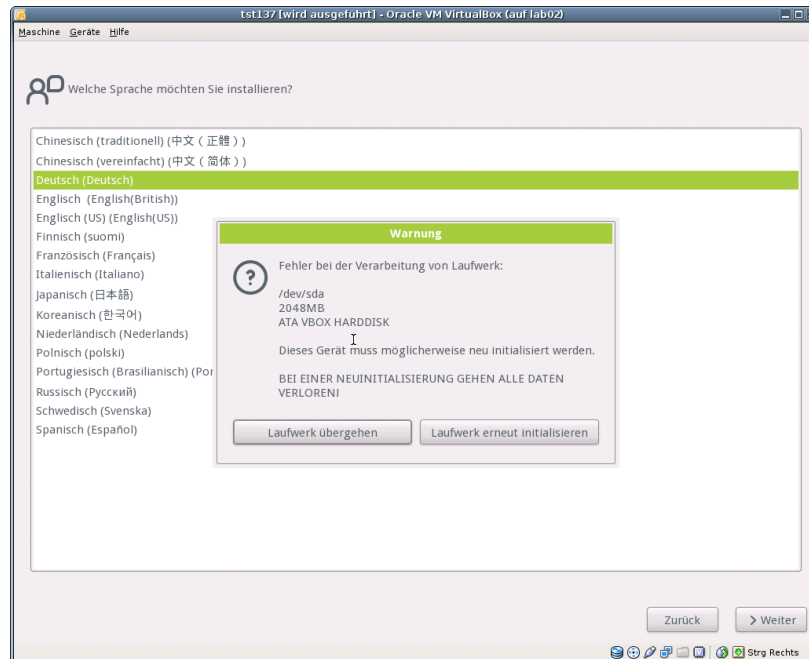 tst137 [wird ausgeführt] - Oracle VM VirtualBox (auf lab02)
Maschine Geräte Hilfe
Welche Sprache möchten Sie installieren?
Chinesisch (traditionell) (中文（正體）)
Chinesisch (vereinfacht) (中文（简体）)
Deutsch (Deutsch)
Englisch (English(British))
Englisch (US) (English(US))
Finnisch (suomi)
Französisch (Français)
Italienisch (Italiano)
Japanisch (日本語)
Koreanisch (한국어)
Niederländisch (Nederlands)
Polnisch (polski)
Portugiesisch (Brasilianisch) (Por
Russisch (Русский)
Schwedisch (Svenska)
Spanisch (Español)
Warnung
Fehler bei der Verarbeitung von Laufwerk:
/dev/sda
2048MB
ATA VBOX HARDDISK
Dieses Gerät muss möglicherweise neu initialisiert werden.
BEI EINER NEUINITIALISIERUNG GEHEN ALLE DATEN
VERLOREN!
Laufwerk übergehen Laufwerk erneut initialisieren
Zurück Weiter
Strg Rechts